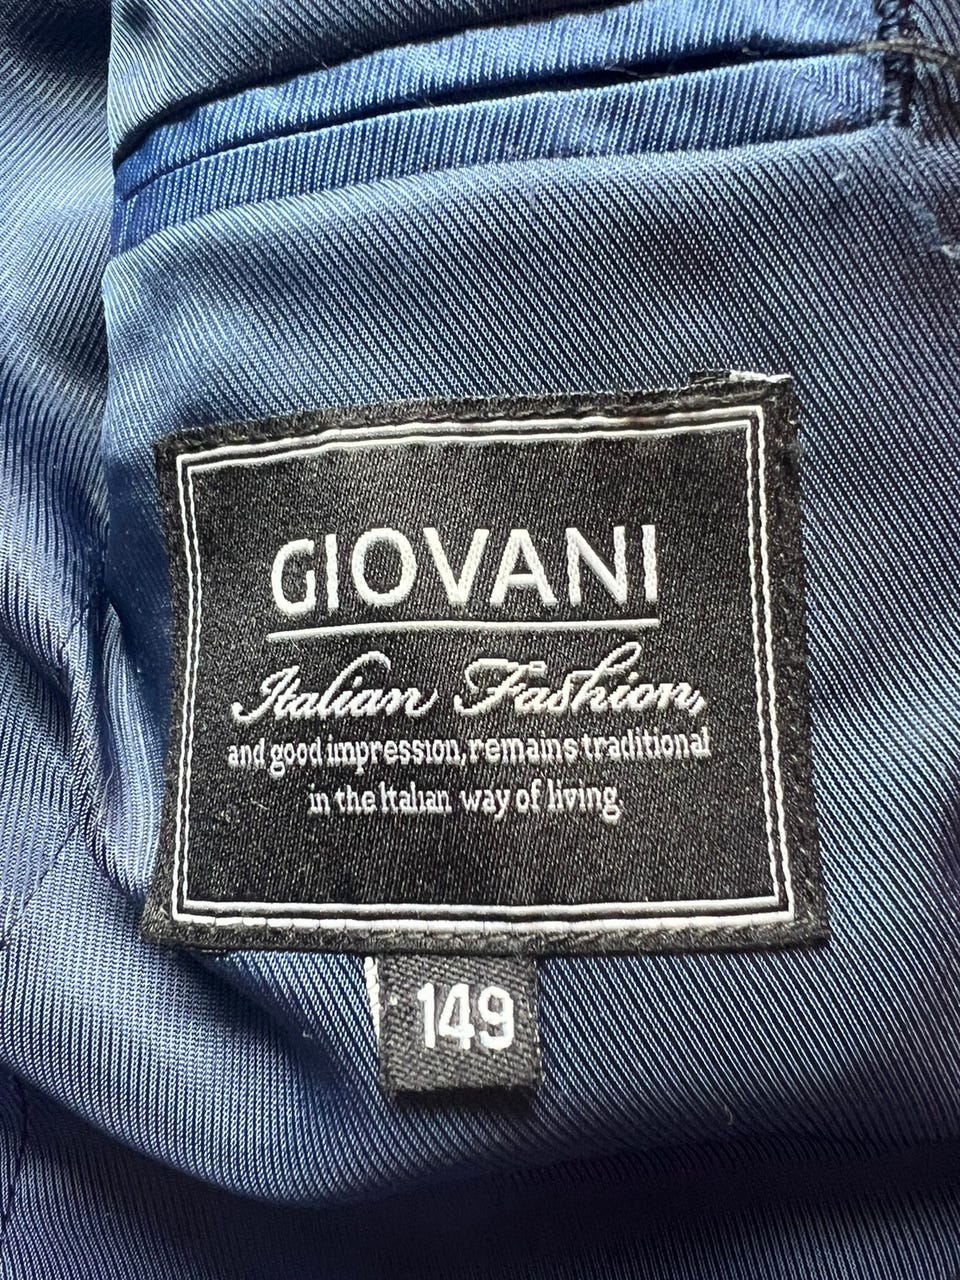 GIOVANI
Italian Fashion,
and good impression, remains traditional
in the Italian way of living.
149